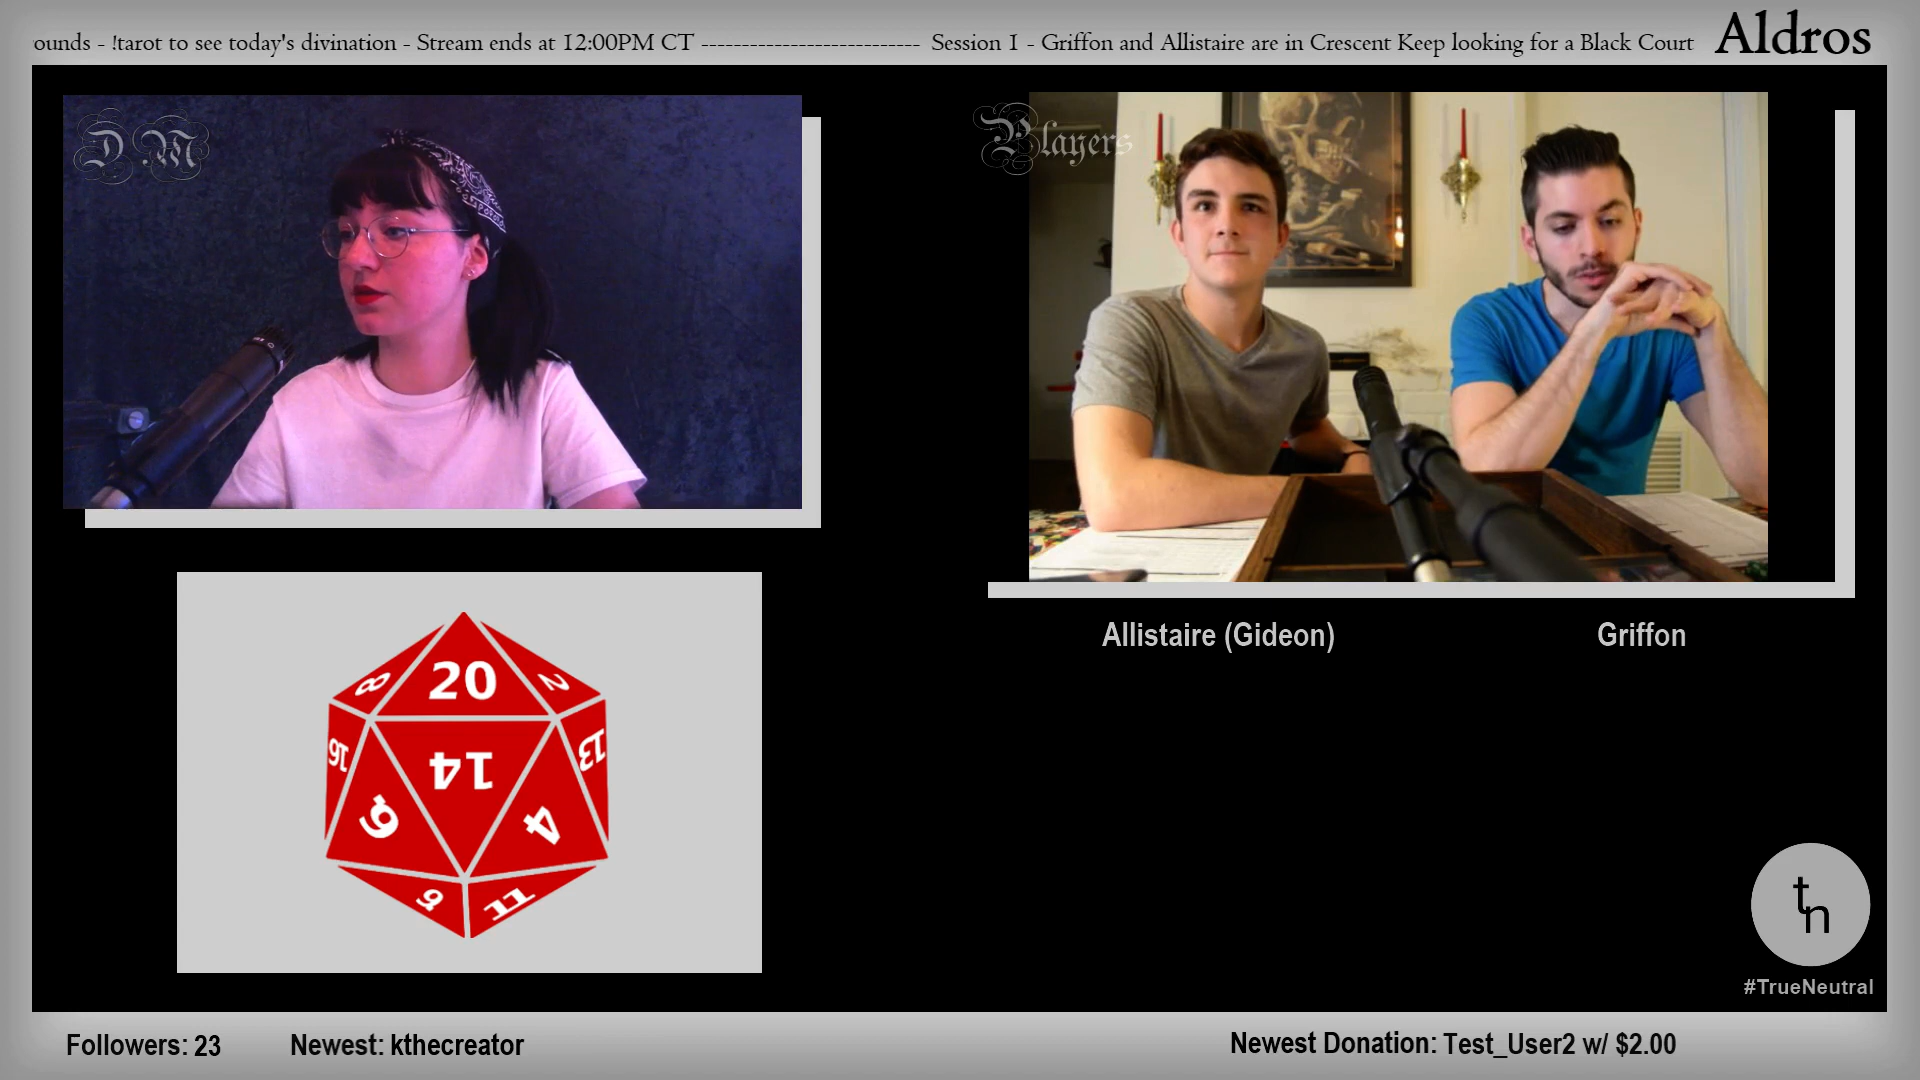 ounds - !tarot to see today's divination - Stream ends at 12:00PM CT --------------------------- Session 1 - Griffon and Allistaire are in Crescent Keep looking for a Black Court
Aldros
DM
Players
Allistaire (Gideon)
Griffon
20
8
2
14
16
13
6
4
9
11
tn
#TrueNeutral
Followers: 23
Newest: kthecreator
Newest Donation: Test_User2 w/ $2.00